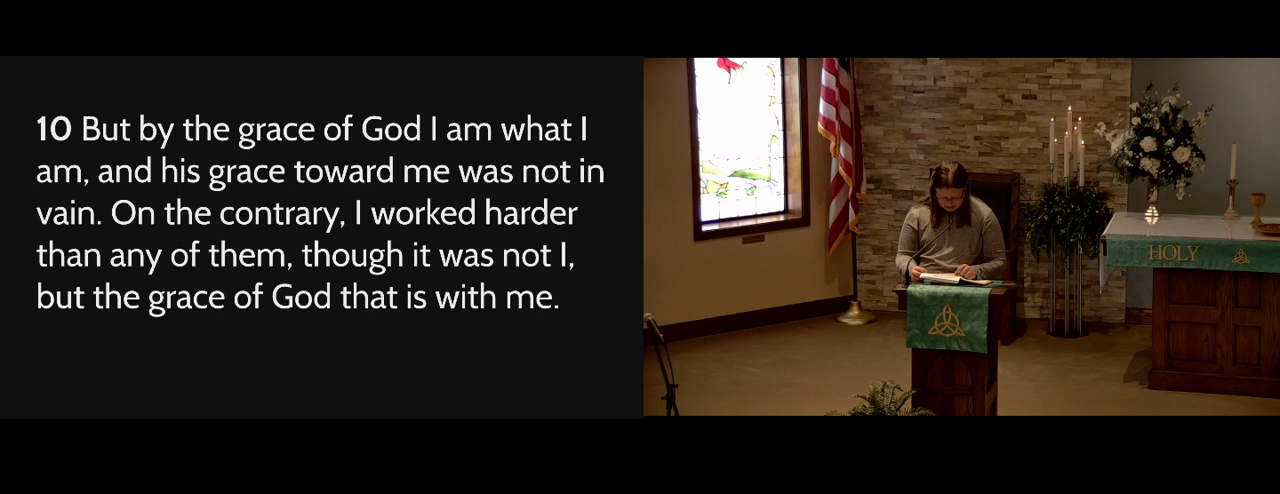 10 But by the grace of God I am what I
am, and his grace toward me was not in
vain. On the contrary, I worked harder
than any of them, though it was not I,
but the grace of God that is with me.
HOLY